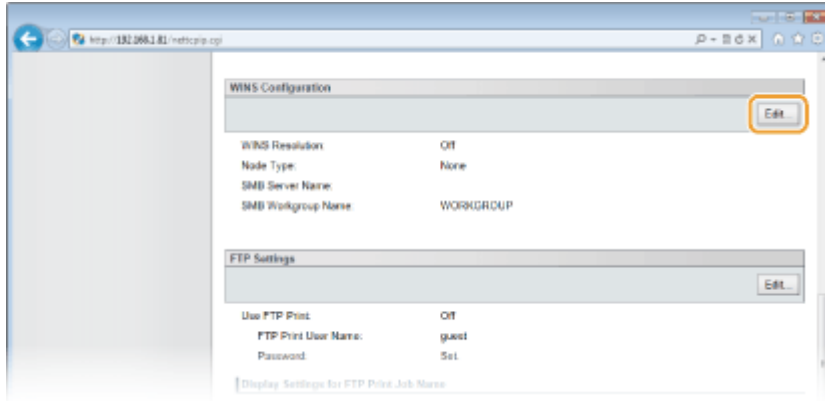 http://192.168.1.81/nettcpip.cgi
WINS Configuration
Edit...
WINS Resolution: Off
Node Type: None
SMB Server Name:
SMB Workgroup Name: WORKGROUP
FTP Settings
Edit...
Use FTP Print: Off
FTP Print User Name: guest
Password: Set
Display Settings for FTP Print Job Name